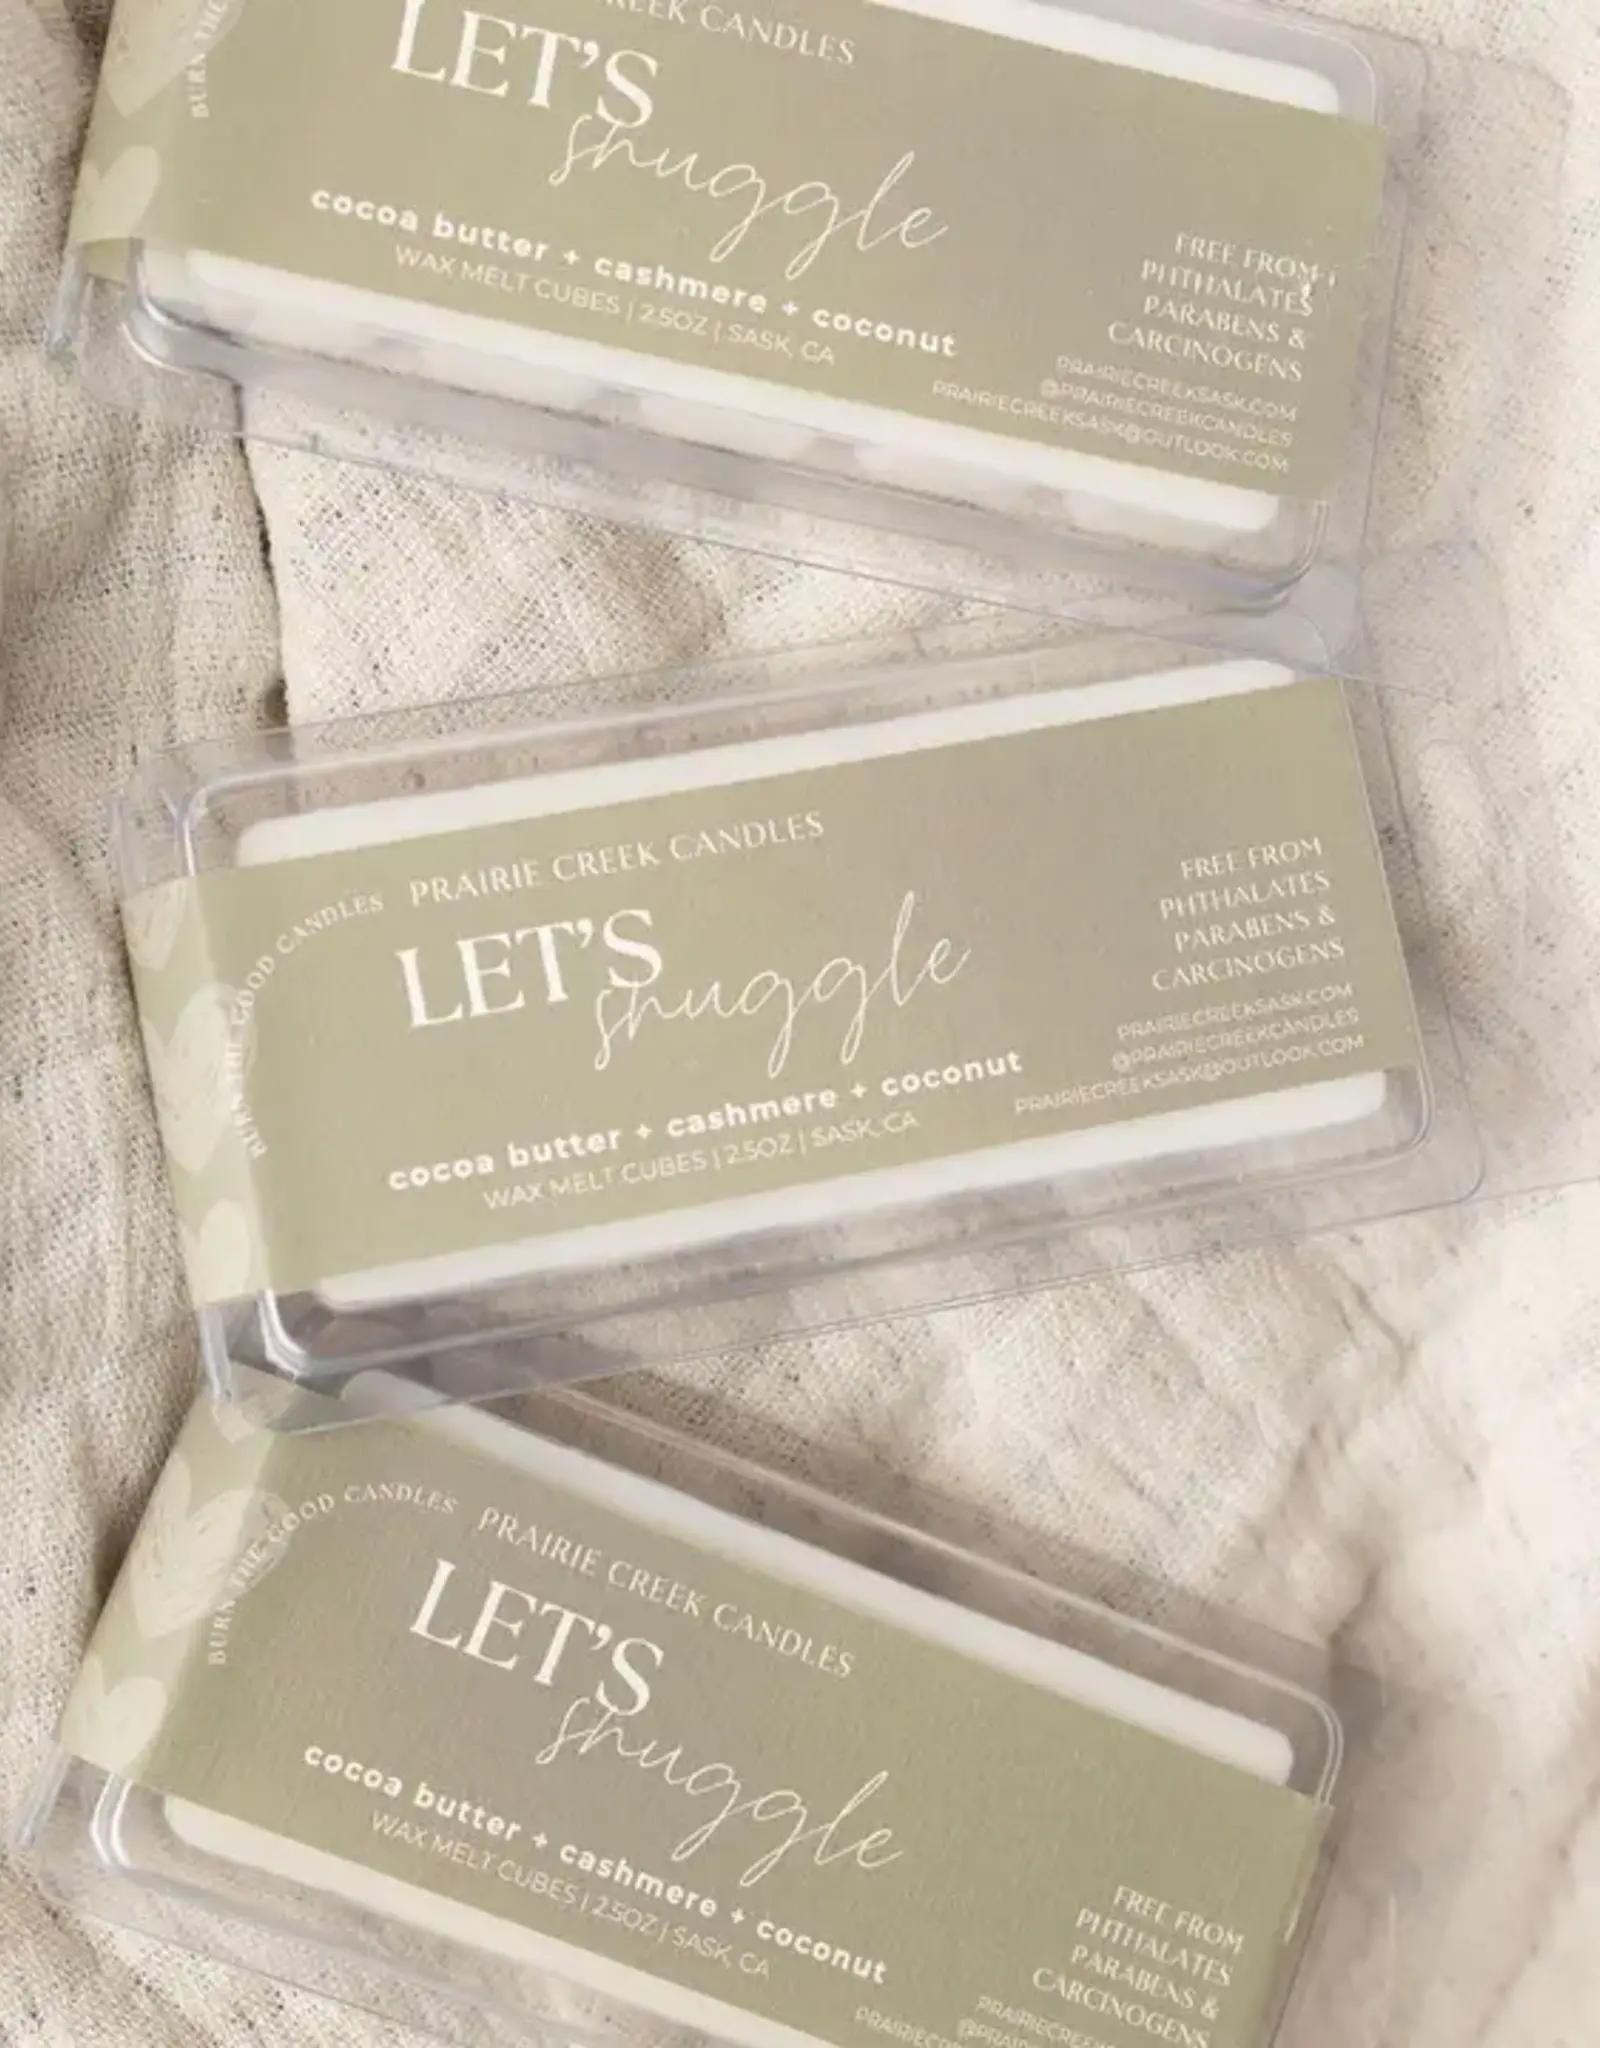 BURN THE
CREEK CANDLES
LET'S
snuggle
cocoa butter + cashmere + coconut
WAX MELT CUBES | 2.5OZ | SASK, CA
FREE FROM
PHTHALATES
PARABENS &
CARCINOGENS
PRAIRIECREEKSASK.COM
@PRAIRIECREEKCANDLES
PRAIRIECREEKSASK@OUTLOOK.COM
BURN THE GOOD CANDLES
PRAIRIE CREEK CANDLES
LET'S
snuggle
cocoa butter + cashmere + coconut
WAX MELT CUBES | 2.5OZ | SASK, CA
FREE FROM
PHTHALATES
PARABENS &
CARCINOGENS
PRAIRIECREEKSASK.COM
@PRAIRIECREEKCANDLES
PRAIRIECREEKSASK@OUTLOOK.COM
BURN THE GOOD CANDLES
PRAIRIE CREEK CANDLES
LET'S
snuggle
cocoa butter + cashmere + coconut
WAX MELT CUBES | 2.5OZ | SASK, CA
FREE FROM
PHTHALATES
PARABENS &
CARCINOGENS